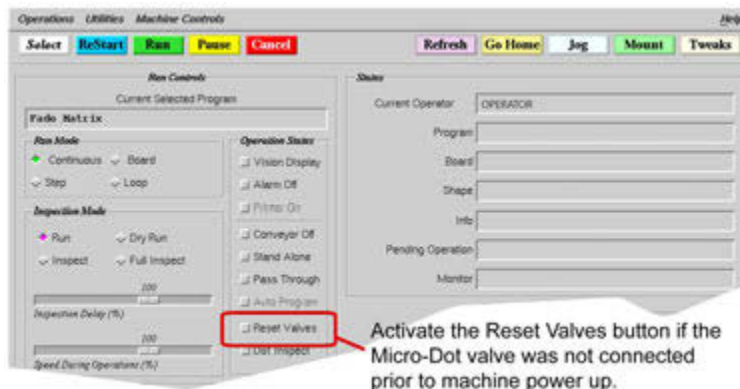 Operations Utilities Machine Controls Help
Select ReStart Run Pause Cancel Refresh Go Home Jog Mount Tweaks
Run Controls
Current Selected Program
Fado Matrix
Run Mode
Continuous Board
Step Loop
Inspection Mode
Run Dry Run
Inspect Full Inspect
100
Inspection Delay (%)
100
Speed During Operations (%)
Operation States
Vision Display
Alarm Off
Conveyor Off
Stand Alone
Pass Through
Auto Program
Reset Valves
Dot Inspect
Status
Current Operator OPERATOR
Program
Board
Shape
Info
Pending Operation
Monitor
Activate the Reset Valves button if the
Micro-Dot valve was not connected
prior to machine power up.